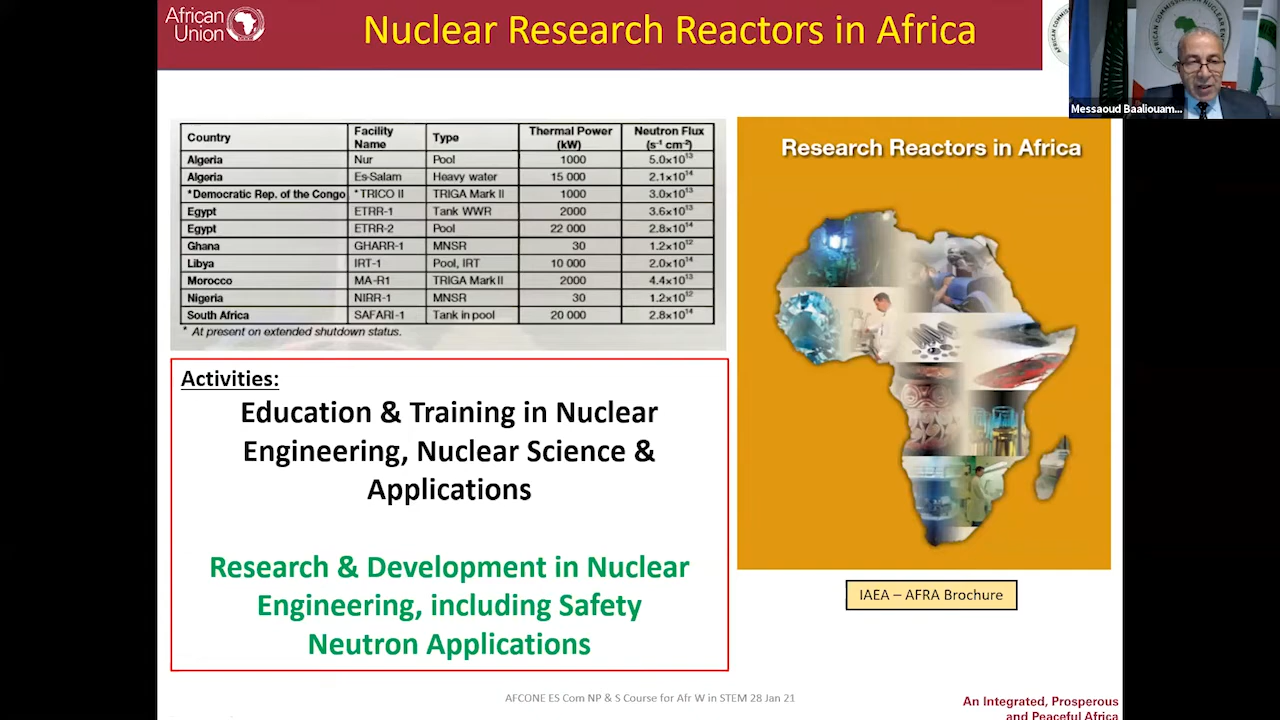 African
Union
Nuclear Research Reactors in Africa
Messaoud Baaliouam...
Country Facility Name Type Thermal Power (kW) Neutron Flux (s⁻¹ cm⁻²)
Algeria Nur Pool 1000 5.0x10¹³
Algeria Es-Salam Heavy water 15 000 2.1x10¹⁴
*Democratic Rep. of the Congo *TRICO II TRIGA Mark II 1000 3.0x10¹³
Egypt ETRR-1 Tank WWR 2000 3.6x10¹³
Egypt ETRR-2 Pool 22 000 2.8x10¹⁴
Ghana GHARR-1 MNSR 30 1.2x10¹²
Libya IRT-1 Pool, IRT 10 000 2.0x10¹⁴
Morocco MA-R1 TRIGA Mark II 2000 4.4x10¹³
Nigeria NIRR-1 MNSR 30 1.2x10¹²
South Africa SAFARI-1 Tank in pool 20 000 2.8x10¹⁴
* At present on extended shutdown status.
Research Reactors in Africa
Activities:
Education & Training in Nuclear
Engineering, Nuclear Science &
Applications
Research & Development in Nuclear
Engineering, including Safety
Neutron Applications
IAEA – AFRA Brochure
AFCONE ES Com NP & S Course for Afr W in STEM 28 Jan 21
An Integrated, Prosperous
and Peaceful Africa